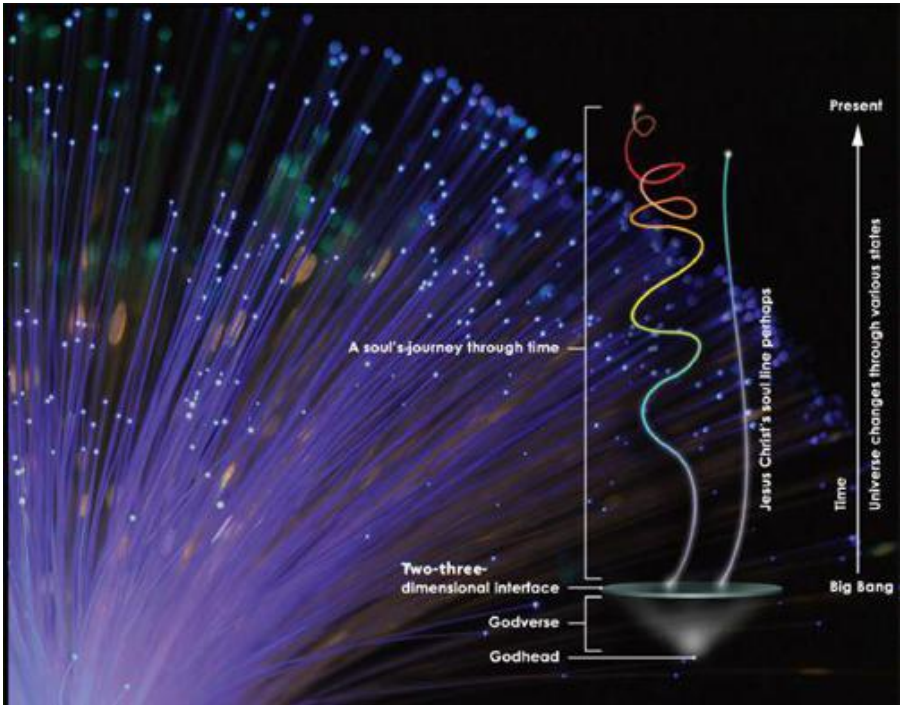 Present
A soul's-journey through time
Jesus Christ's soul line perhaps
Time
Universe changes through various states
Two-three-
dimensional interface
Big Bang
Godverse
Godhead